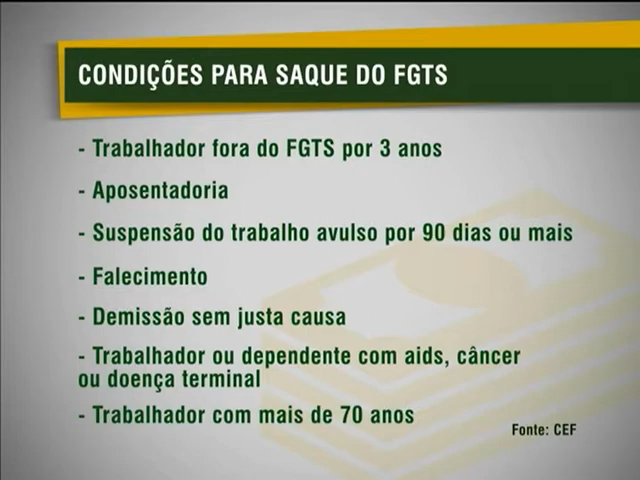 CONDIÇÕES PARA SAQUE DO FGTS
- Trabalhador fora do FGTS por 3 anos
- Aposentadoria
- Suspensão do trabalho avulso por 90 dias ou mais
- Falecimento
- Demissão sem justa causa
- Trabalhador ou dependente com aids, câncer
ou doença terminal
- Trabalhador com mais de 70 anos
Fonte: CEF